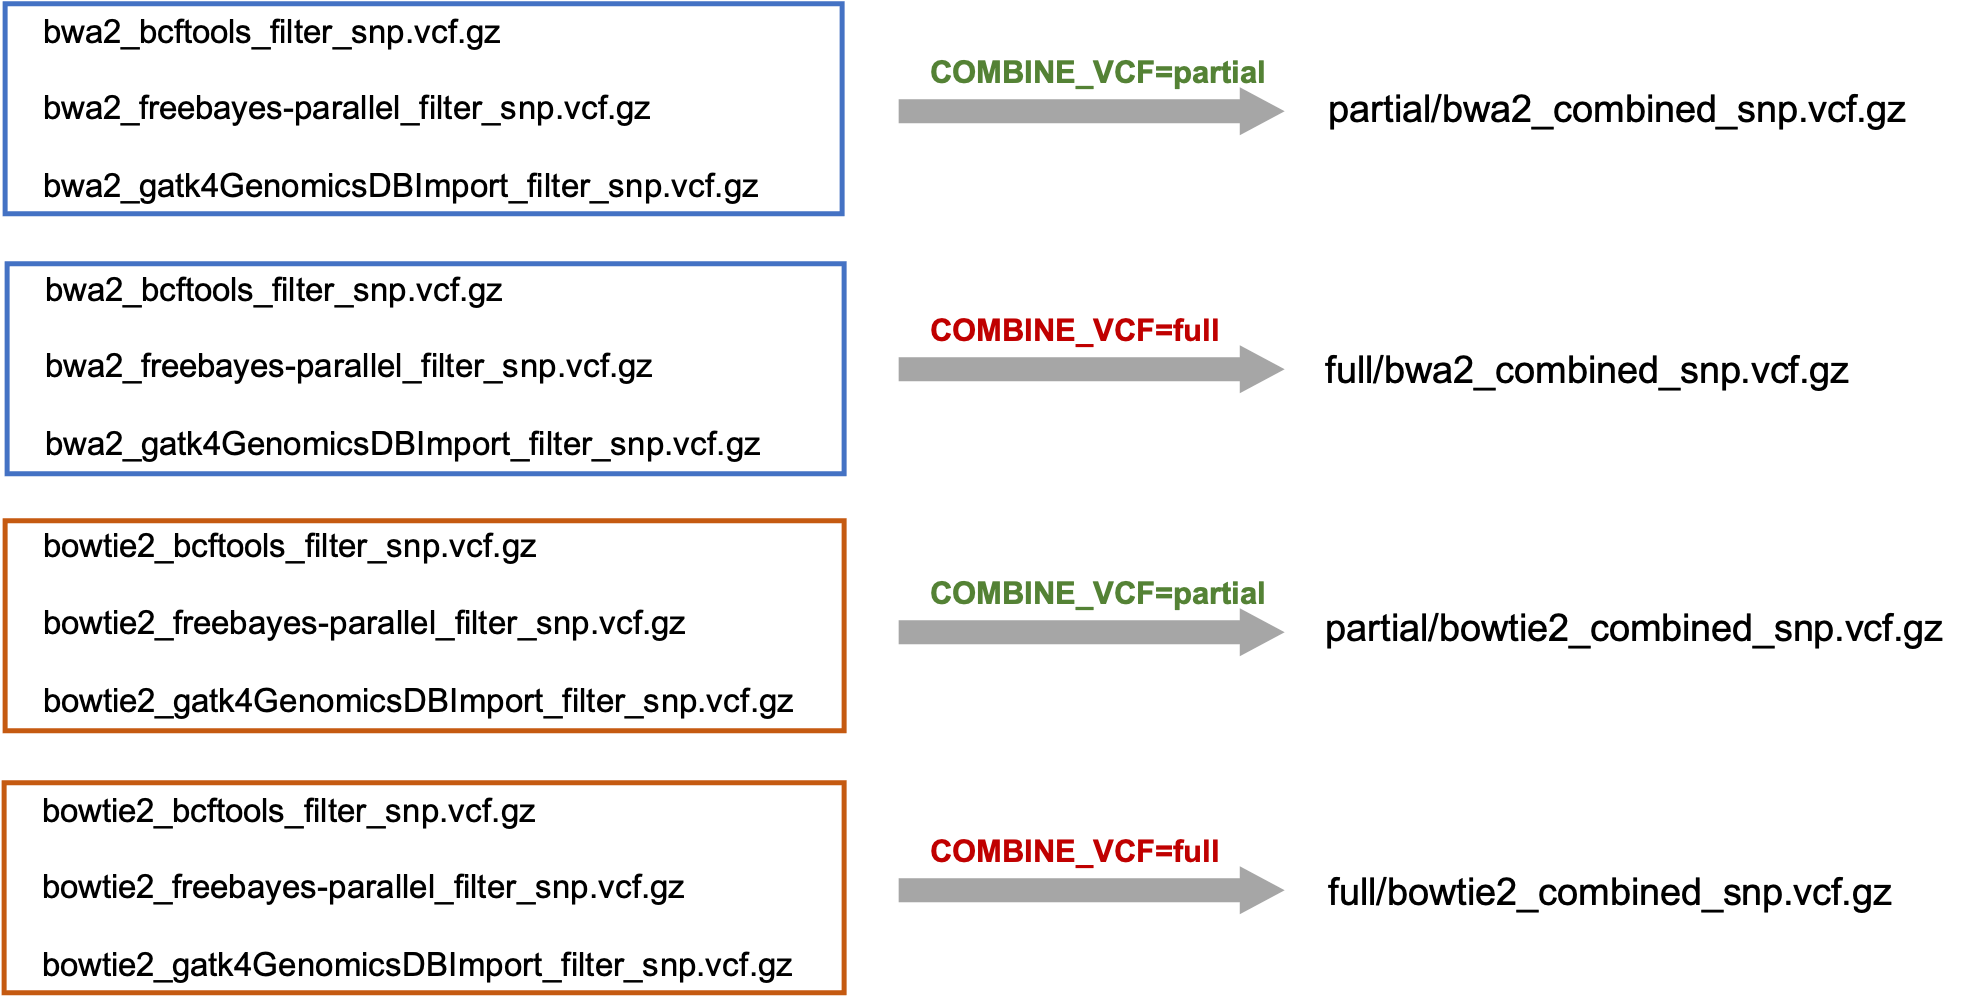 bwa2_bcftools_filter_snp.vcf.gz
bwa2_freebayes-parallel_filter_snp.vcf.gz
bwa2_gatk4GenomicsDBImport_filter_snp.vcf.gz
COMBINE_VCF=partial
partial/bwa2_combined_snp.vcf.gz
bwa2_bcftools_filter_snp.vcf.gz
bwa2_freebayes-parallel_filter_snp.vcf.gz
bwa2_gatk4GenomicsDBImport_filter_snp.vcf.gz
COMBINE_VCF=full
full/bwa2_combined_snp.vcf.gz
bowtie2_bcftools_filter_snp.vcf.gz
bowtie2_freebayes-parallel_filter_snp.vcf.gz
bowtie2_gatk4GenomicsDBImport_filter_snp.vcf.gz
COMBINE_VCF=partial
partial/bowtie2_combined_snp.vcf.gz
bowtie2_bcftools_filter_snp.vcf.gz
bowtie2_freebayes-parallel_filter_snp.vcf.gz
bowtie2_gatk4GenomicsDBImport_filter_snp.vcf.gz
COMBINE_VCF=full
full/bowtie2_combined_snp.vcf.gz